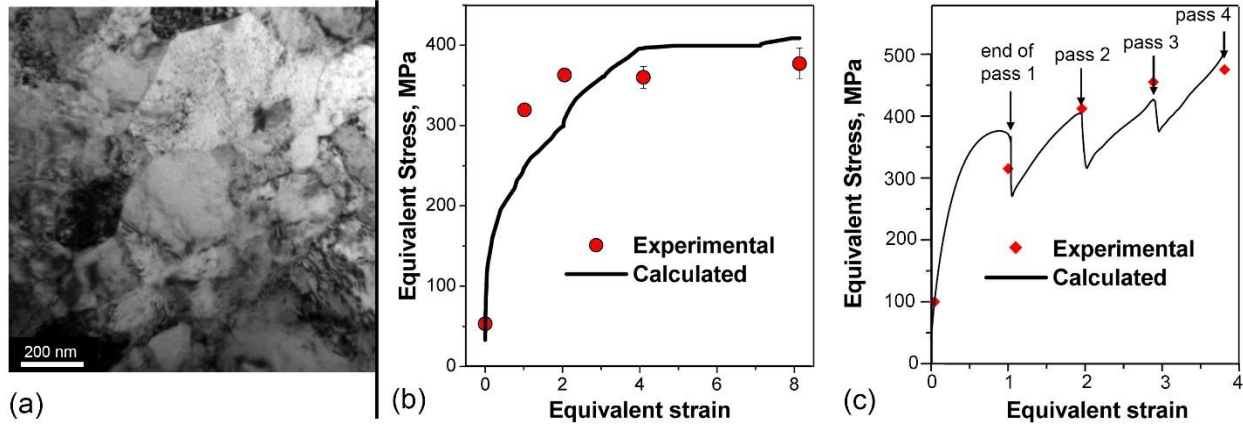 200 nm
(a)
Equivalent Stress, MPa
400
300
200
100
0
Experimental
Calculated
0
2
4
6
8
Equivalent strain
(b)
Equivalent Stress, MPa
500
400
300
200
100
0
end of
pass 1
pass 2
pass 3
pass 4
Experimental
Calculated
0
1
2
3
4
Equivalent strain
(c)